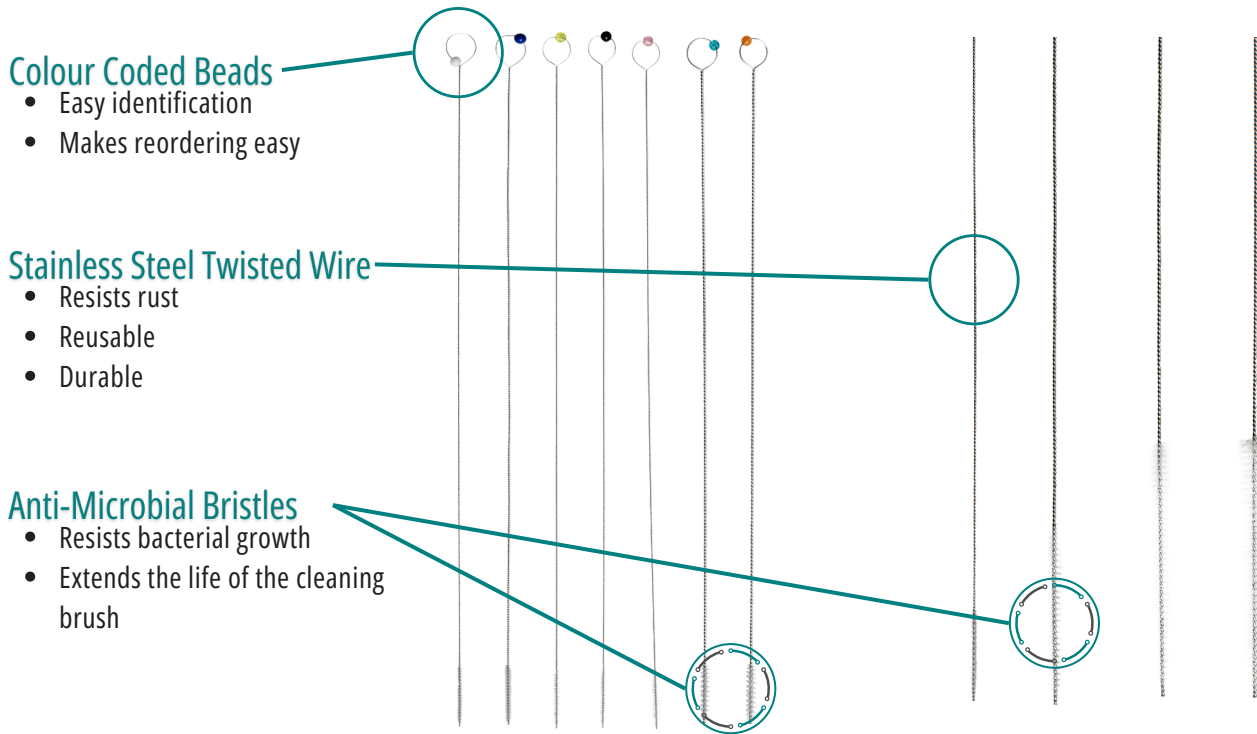 Colour Coded Beads
• Easy identification
• Makes reordering easy
Stainless Steel Twisted Wire
• Resists rust
• Reusable
• Durable
Anti-Microbial Bristles
• Resists bacterial growth
• Extends the life of the cleaning
brush